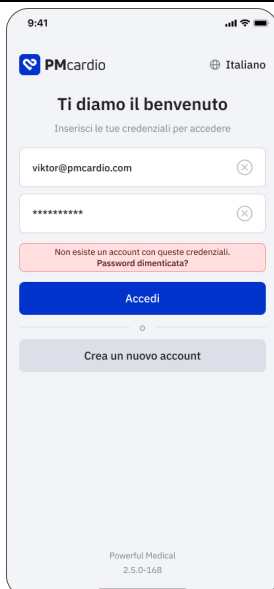 9:41
PMcardio
Italiano
Ti diamo il benvenuto
Inserisci le tue credenziali per accedere
viktor@pmcardio.com
**********
Non esiste un account con queste credenziali.
Password dimenticata?
Accedi
o
Crea un nuovo account
Powerful Medical
2.5.0-168